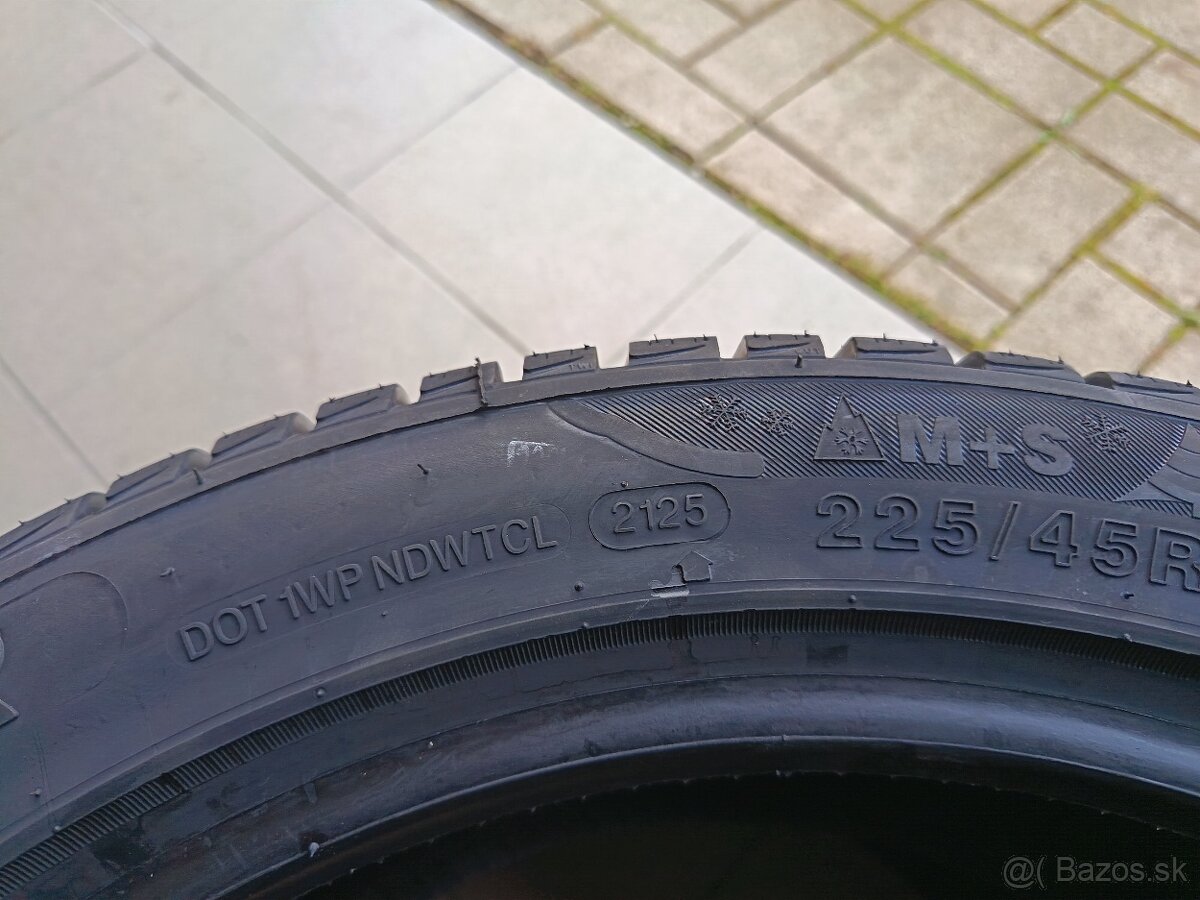 M+S
225/45R
2125
DOT 1WP NDWTCL
@( Bazos.sk